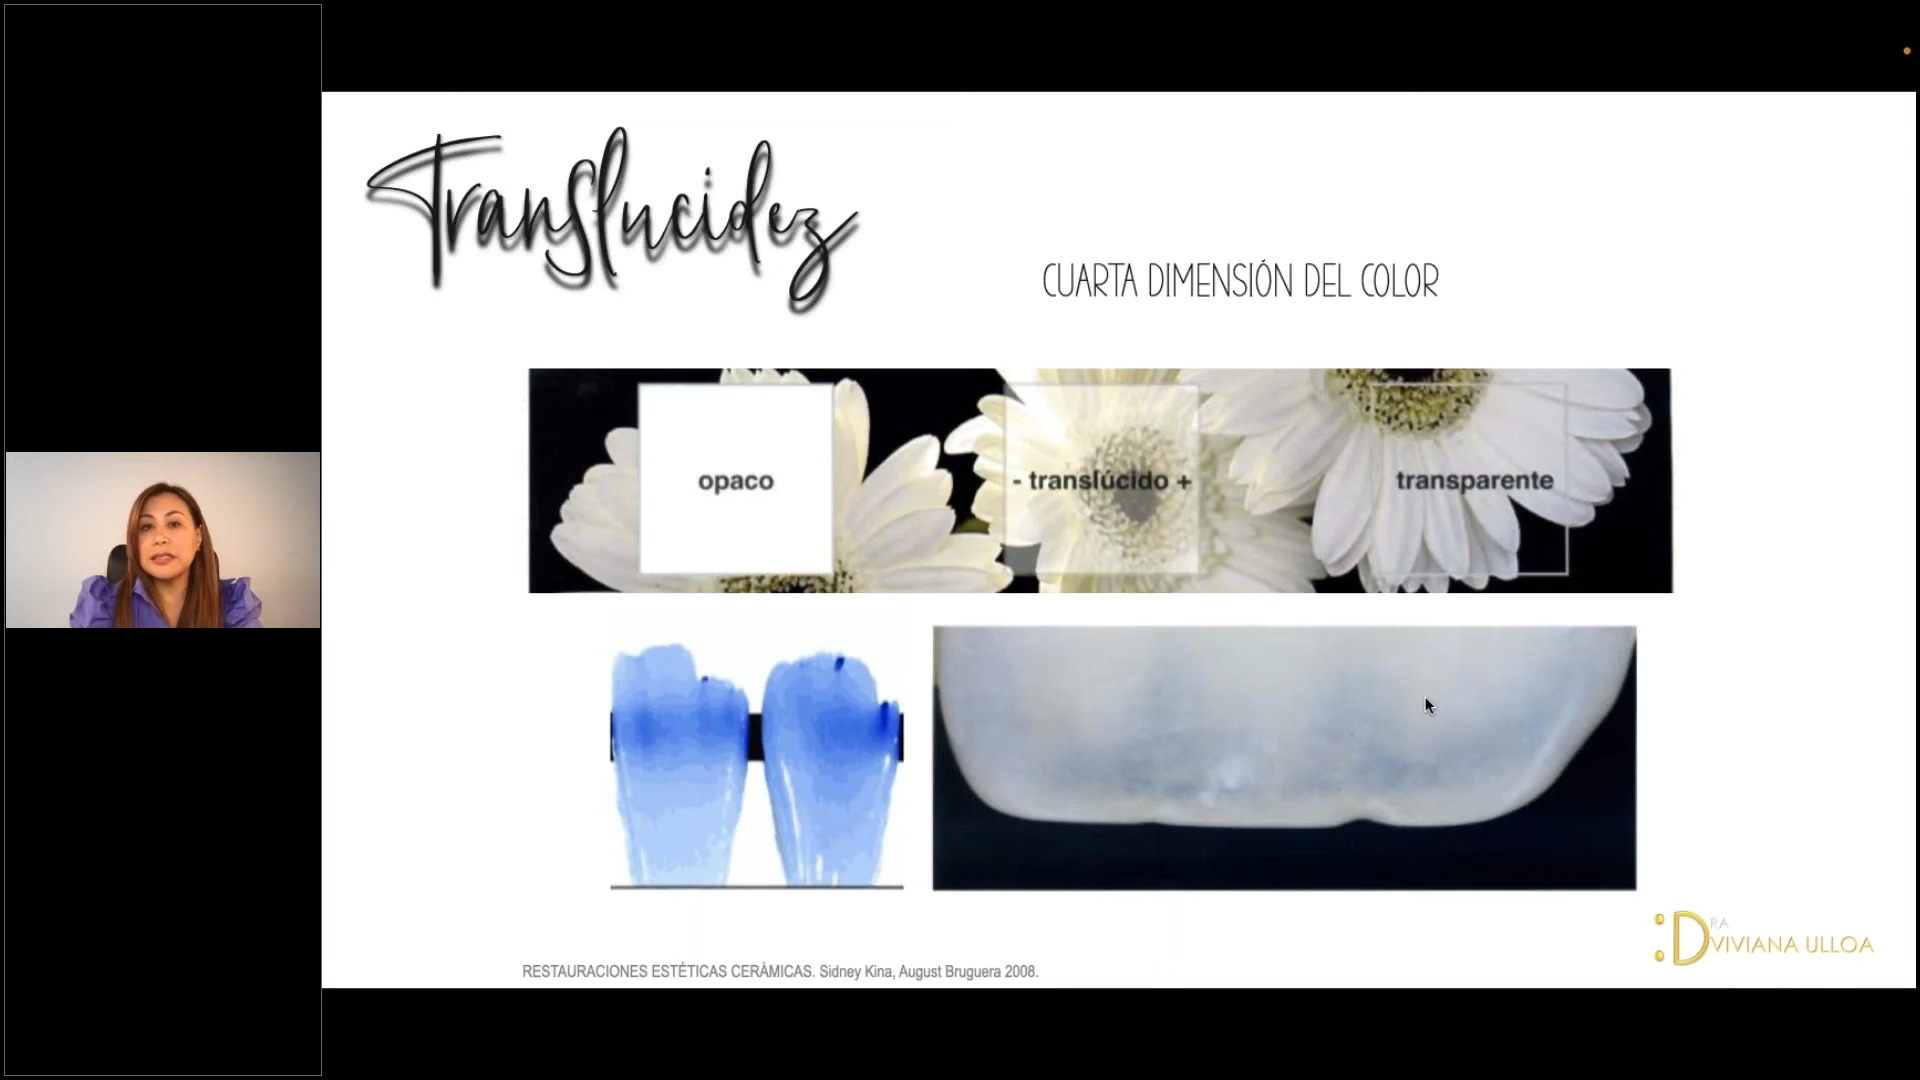 Translucidez
CUARTA DIMENSIÓN DEL COLOR
opaco
- translúcido +
transparente
:DRA VIVIANA ULLOA
RESTAURACIONES ESTÉTICAS CERÁMICAS. Sidney Kina, August Bruguera 2008.